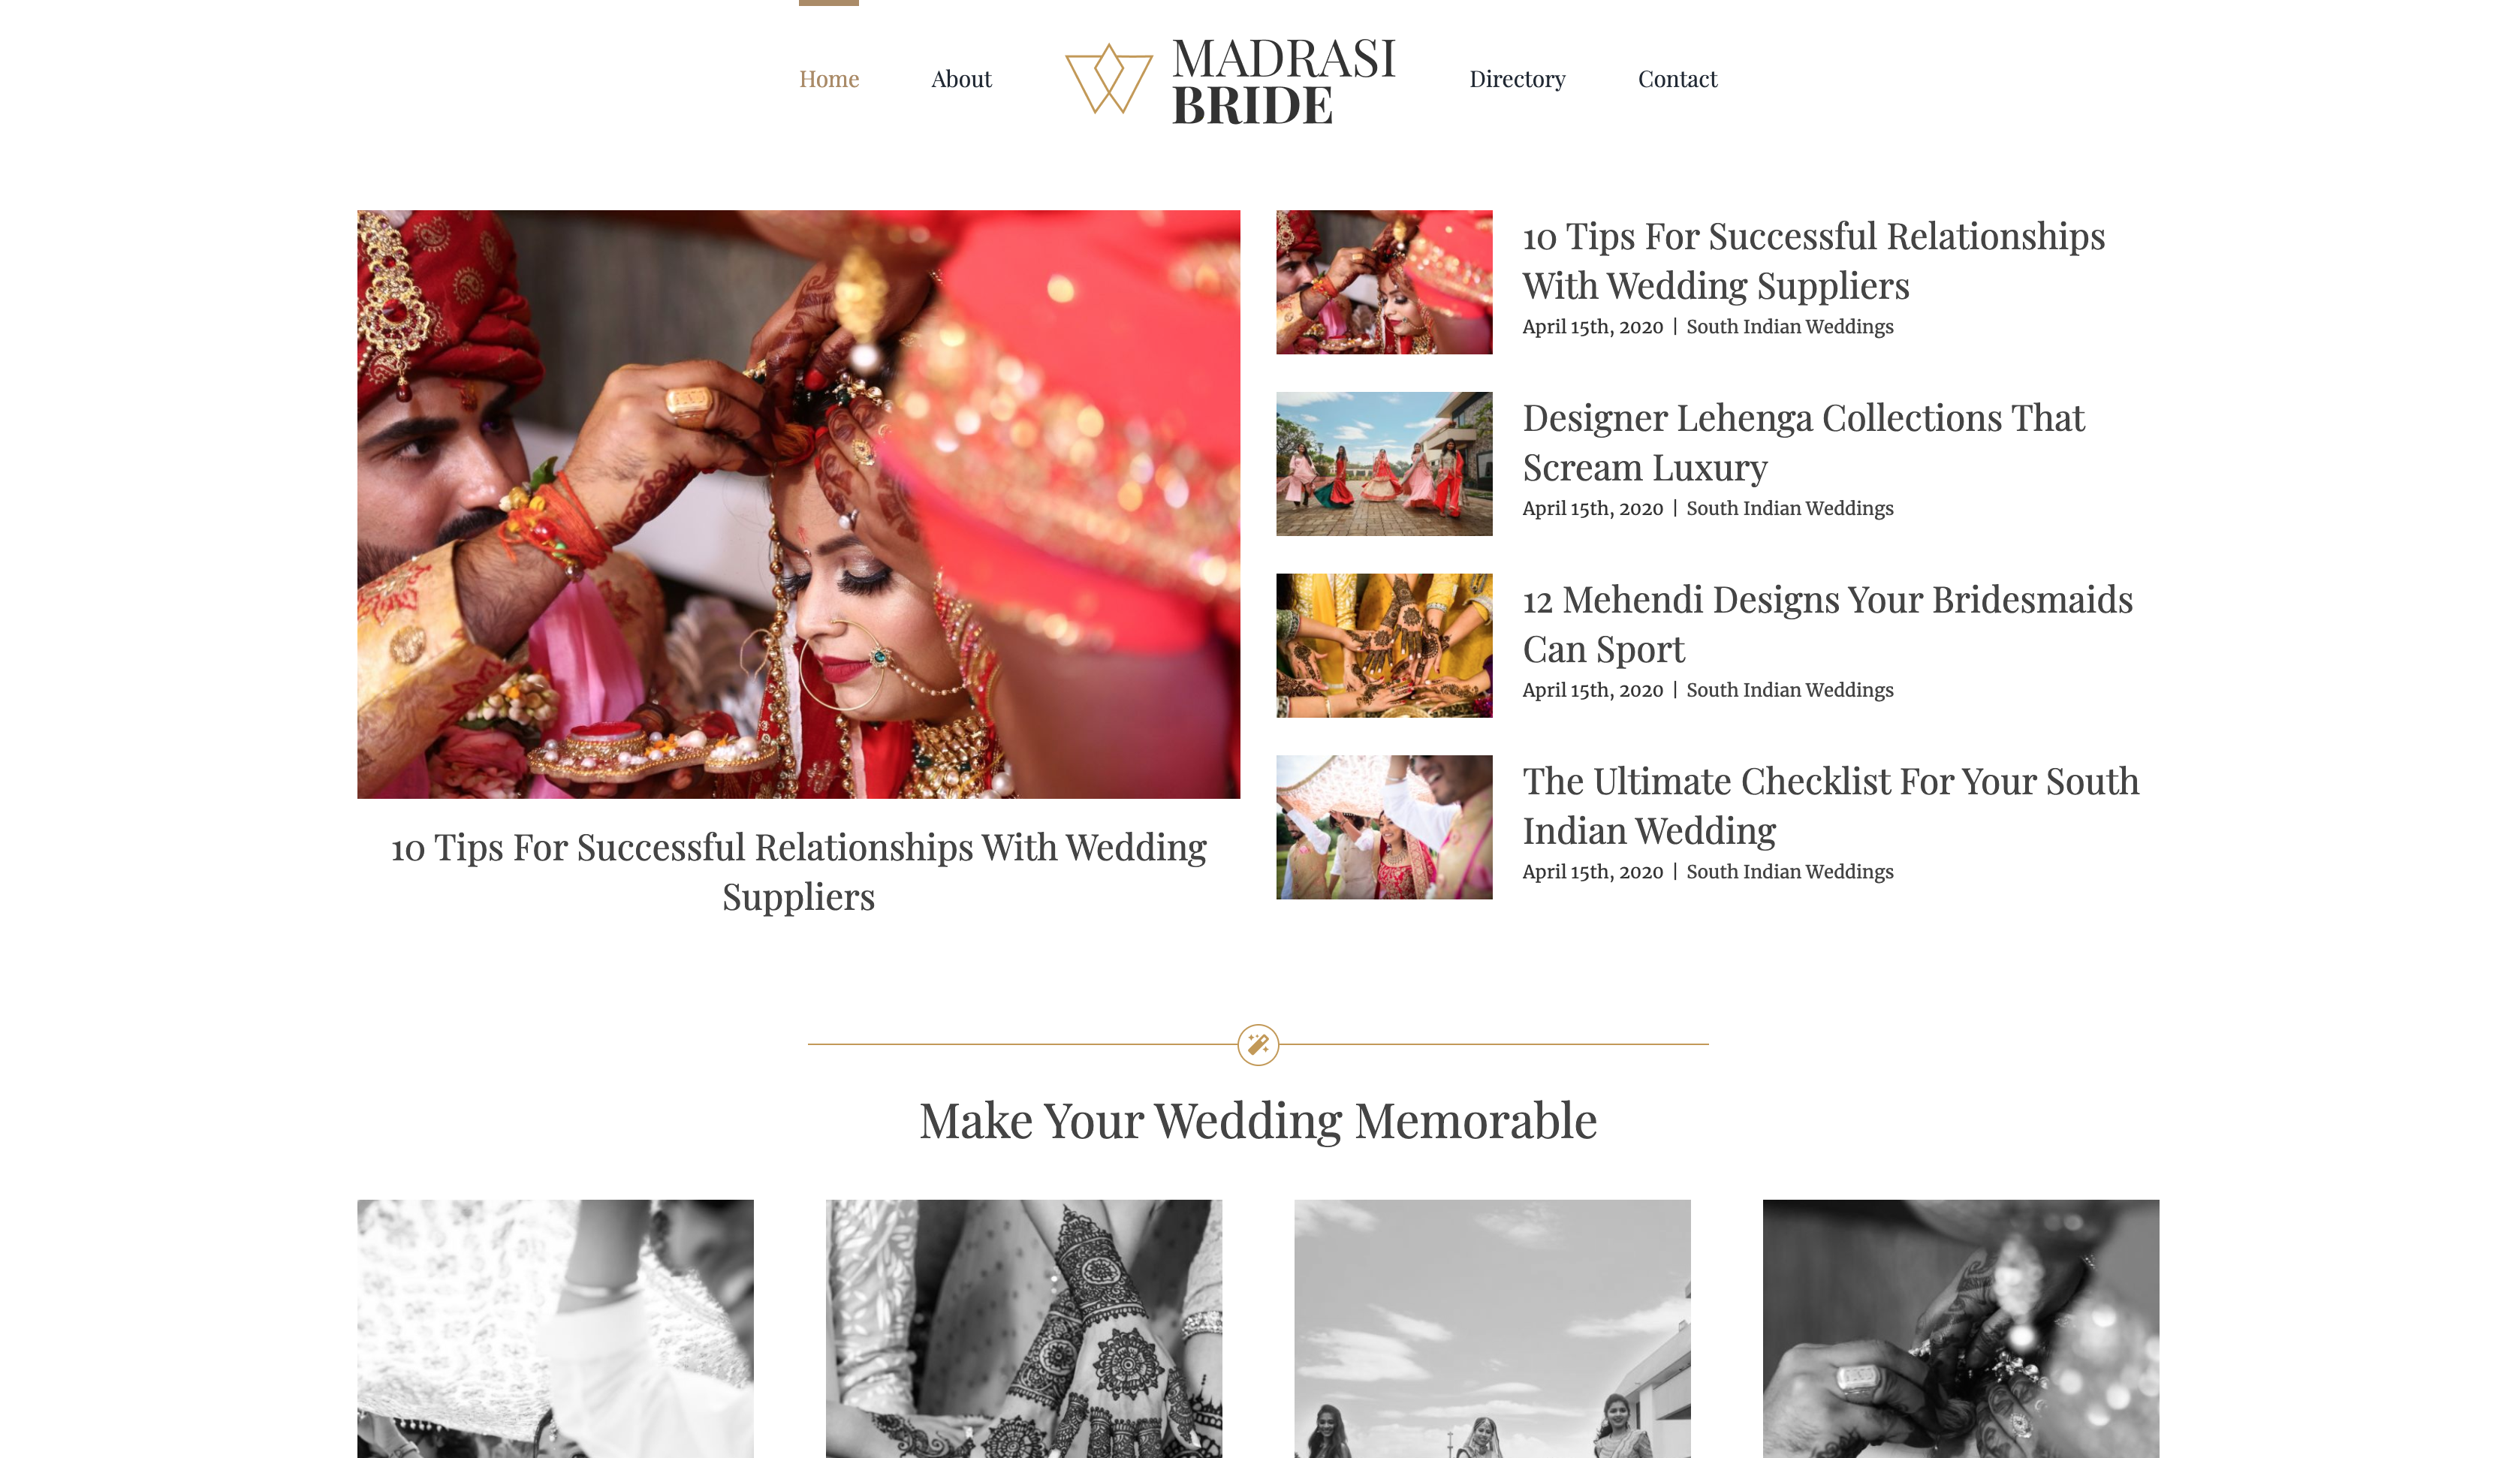 Home
About
MADRASI
BRIDE
Directory
Contact
10 Tips For Successful Relationships With Wedding
Suppliers
10 Tips For Successful Relationships
With Wedding Suppliers
April 15th, 2020 | South Indian Weddings
Designer Lehenga Collections That
Scream Luxury
April 15th, 2020 | South Indian Weddings
12 Mehendi Designs Your Bridesmaids
Can Sport
April 15th, 2020 | South Indian Weddings
The Ultimate Checklist For Your South
Indian Wedding
April 15th, 2020 | South Indian Weddings
Make Your Wedding Memorable